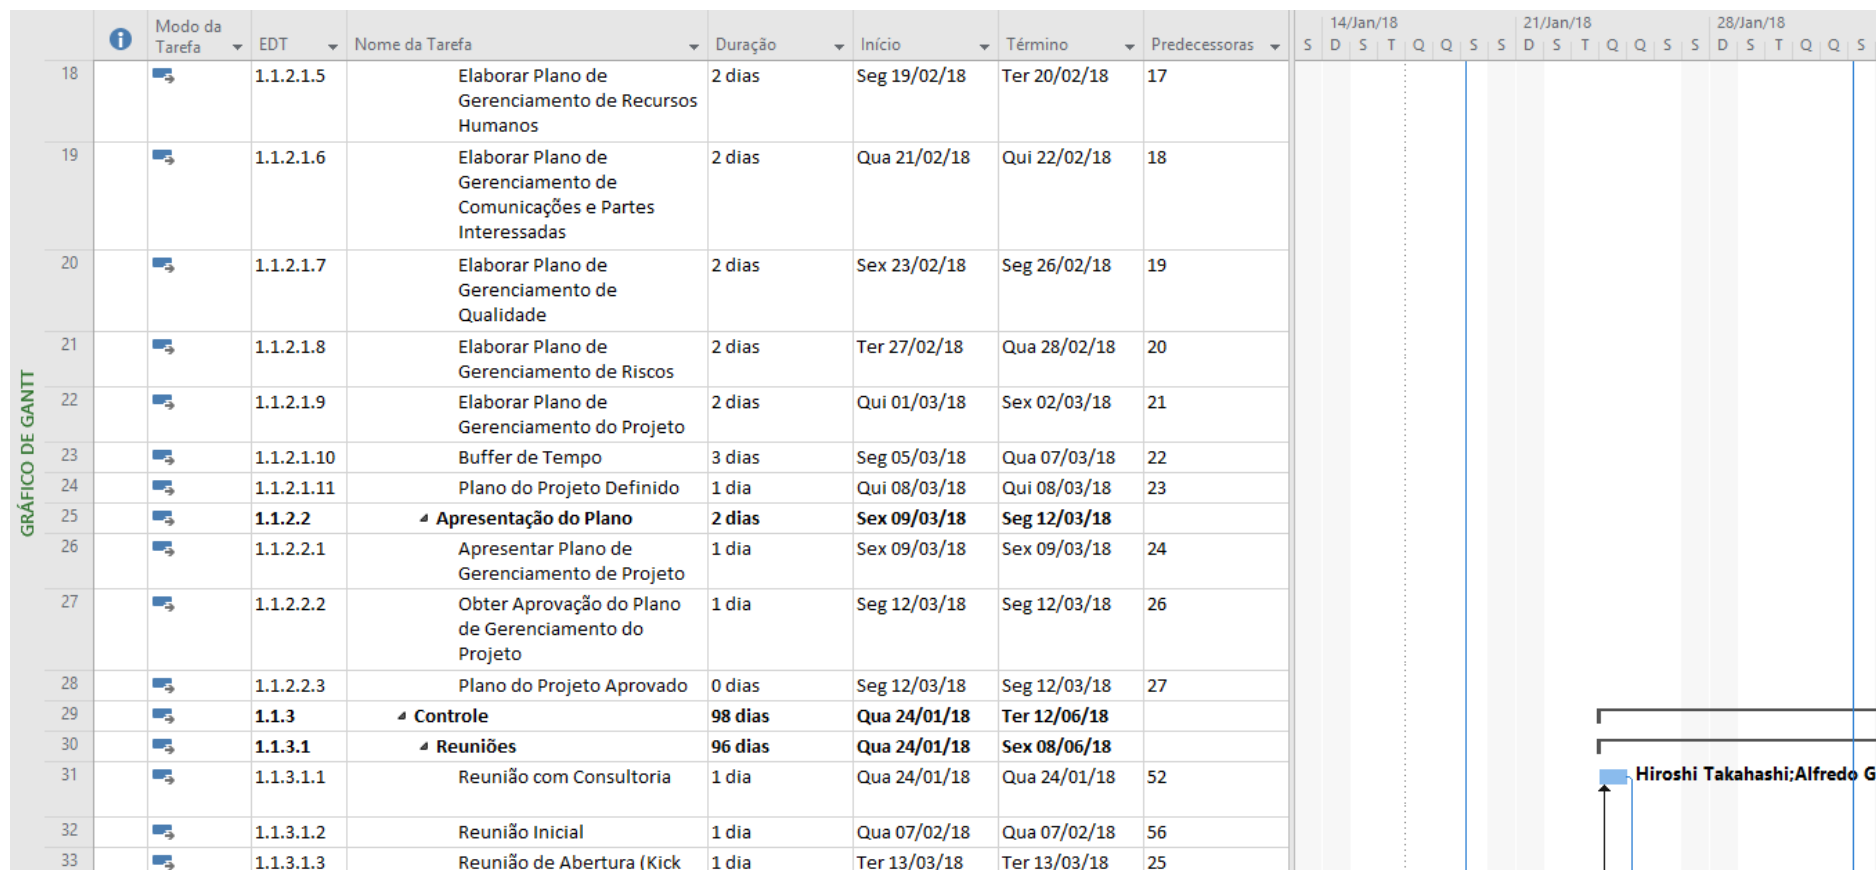 GRÁFICO DE GANTT
Modo da Tarefa EDT Nome da Tarefa Duração Início Término Predecessoras
14/Jan/18 21/Jan/18 28/Jan/18
S D S T Q Q S S D S T Q Q S S D S T Q Q S
18 1.1.2.1.5 Elaborar Plano de 2 dias Seg 19/02/18 Ter 20/02/18 17
Gerenciamento de Recursos
Humanos
19 1.1.2.1.6 Elaborar Plano de 2 dias Qua 21/02/18 Qui 22/02/18 18
Gerenciamento de
Comunicações e Partes
Interessadas
20 1.1.2.1.7 Elaborar Plano de 2 dias Sex 23/02/18 Seg 26/02/18 19
Gerenciamento de
Qualidade
21 1.1.2.1.8 Elaborar Plano de 2 dias Ter 27/02/18 Qua 28/02/18 20
Gerenciamento de Riscos
22 1.1.2.1.9 Elaborar Plano de 2 dias Qui 01/03/18 Sex 02/03/18 21
Gerenciamento do Projeto
23 1.1.2.1.10 Buffer de Tempo 3 dias Seg 05/03/18 Qua 07/03/18 22
24 1.1.2.1.11 Plano do Projeto Definido 1 dia Qui 08/03/18 Qui 08/03/18 23
25 1.1.2.2 Apresentação do Plano 2 dias Sex 09/03/18 Seg 12/03/18
26 1.1.2.2.1 Apresentar Plano de 1 dia Sex 09/03/18 Sex 09/03/18 24
Gerenciamento de Projeto
27 1.1.2.2.2 Obter Aprovação do Plano 1 dia Seg 12/03/18 Seg 12/03/18 26
de Gerenciamento do
Projeto
28 1.1.2.2.3 Plano do Projeto Aprovado 0 dias Seg 12/03/18 Seg 12/03/18 27
29 1.1.3 Controle 98 dias Qua 24/01/18 Ter 12/06/18
30 1.1.3.1 Reuniões 96 dias Qua 24/01/18 Sex 08/06/18
31 1.1.3.1.1 Reunião com Consultoria 1 dia Qua 24/01/18 Qua 24/01/18 52 Hiroshi Takahashi;Alfredo G
32 1.1.3.1.2 Reunião Inicial 1 dia Qua 07/02/18 Qua 07/02/18 56
33 1.1.3.1.3 Reunião de Abertura (Kick 1 dia Ter 13/03/18 Ter 13/03/18 25